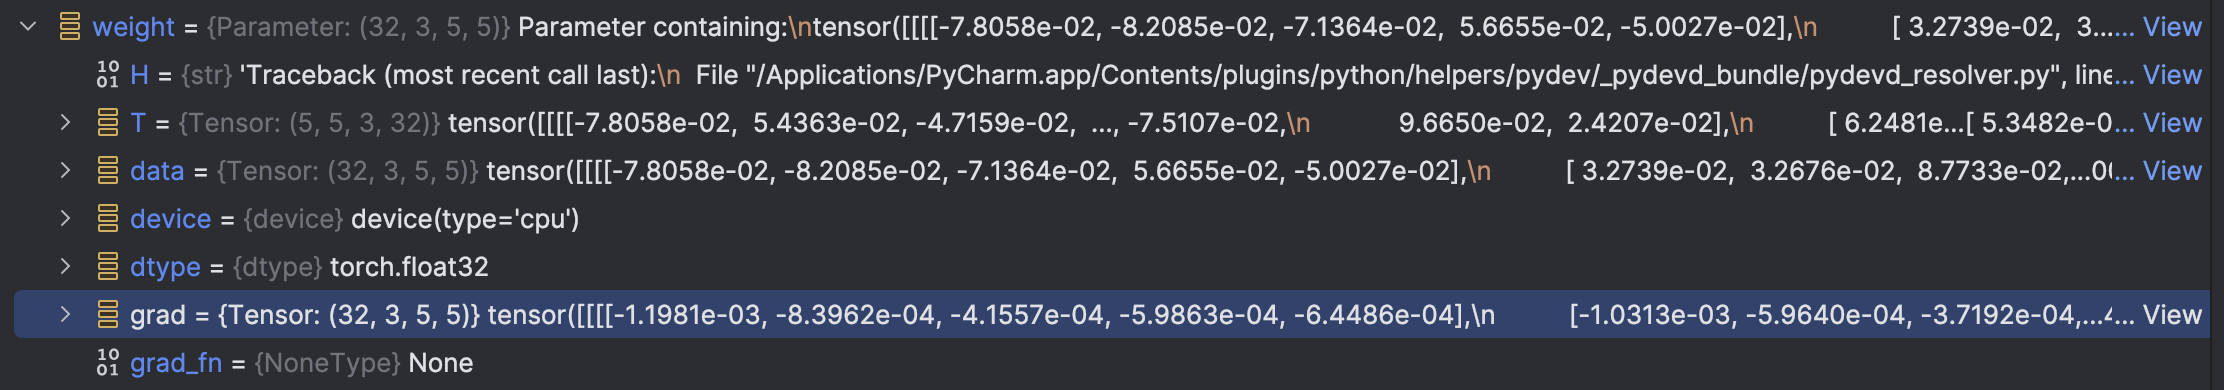 weight = {Parameter: (32, 3, 5, 5)} Parameter containing:\ntensor([[[[-7.8058e-02, -8.2085e-02, -7.1364e-02,  5.6655e-02, -5.0027e-02],\n          [ 3.2739e-02,  3...... View
H = {str} 'Traceback (most recent call last):\n  File "/Applications/PyCharm.app/Contents/plugins/python/helpers/pydev/_pydevd_bundle/pydevd_resolver.py", line... View
T = {Tensor: (5, 5, 3, 32)} tensor([[[[-7.8058e-02,  5.4363e-02, -4.7159e-02,  ..., -7.5107e-02,\n           9.6650e-02,  2.4207e-02],\n          [ 6.2481e...[ 5.3482e-0... View
data = {Tensor: (32, 3, 5, 5)} tensor([[[[-7.8058e-02, -8.2085e-02, -7.1364e-02,  5.6655e-02, -5.0027e-02],\n          [ 3.2739e-02,  3.2676e-02,  8.7733e-02,...00... View
device = {device} device(type='cpu')
dtype = {dtype} torch.float32
grad = {Tensor: (32, 3, 5, 5)} tensor([[[[-1.1981e-03, -8.3962e-04, -4.1557e-04, -5.9863e-04, -6.4486e-04],\n          [-1.0313e-03, -5.9640e-04, -3.7192e-04,...4... View
grad_fn = {NoneType} None